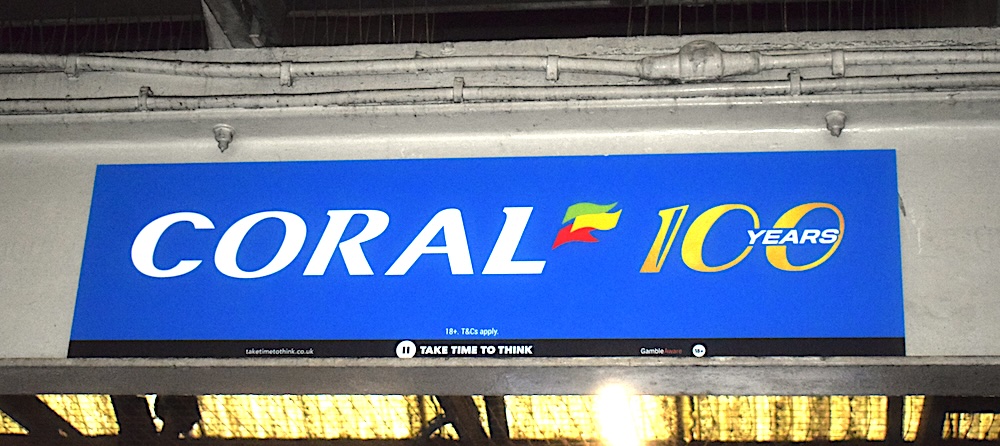 CORAL 100 YEARS
18+. T&Cs apply.
taketimetothink.co.uk TAKE TIME TO THINK GambleAware 18+